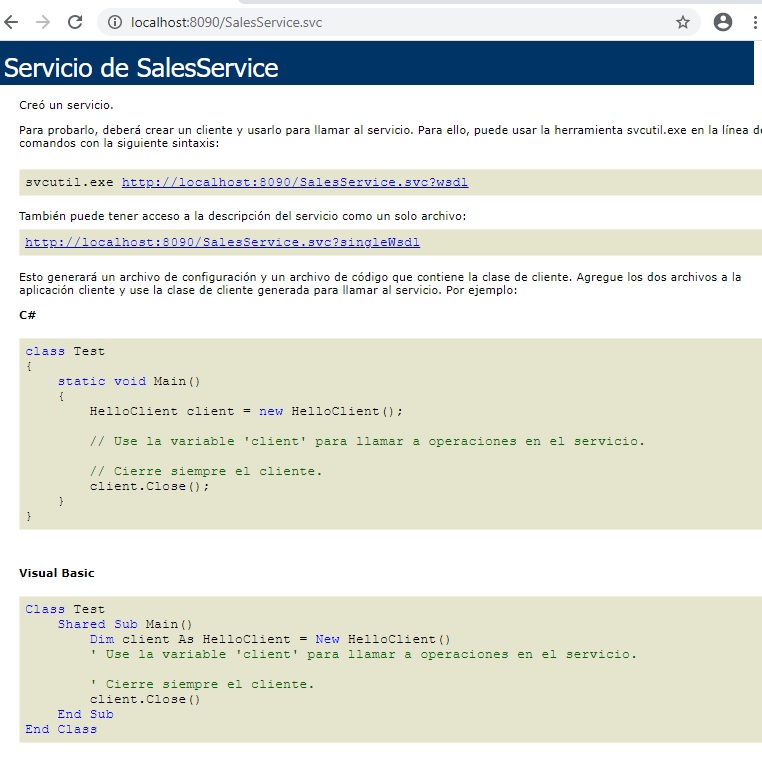 localhost:8090/SalesService.svc
Servicio de SalesService
Creó un servicio.
Para probarlo, deberá crear un cliente y usarlo para llamar al servicio. Para ello, puede usar la herramienta svcutil.exe en la línea de
comandos con la siguiente sintaxis:
svcutil.exe http://localhost:8090/SalesService.svc?wsdl
También puede tener acceso a la descripción del servicio como un solo archivo:
http://localhost:8090/SalesService.svc?singleWsdl
Esto generará un archivo de configuración y un archivo de código que contiene la clase de cliente. Agregue los dos archivos a la
aplicación cliente y use la clase de cliente generada para llamar al servicio. Por ejemplo:
C#
class Test
{
    static void Main()
    {
        HelloClient client = new HelloClient();
        // Use la variable 'client' para llamar a operaciones en el servicio.
        // Cierre siempre el cliente.
        client.Close();
    }
}
Visual Basic
Class Test
    Shared Sub Main()
        Dim client As HelloClient = New HelloClient()
        ' Use la variable 'client' para llamar a operaciones en el servicio.
        ' Cierre siempre el cliente.
        client.Close()
    End Sub
End Class